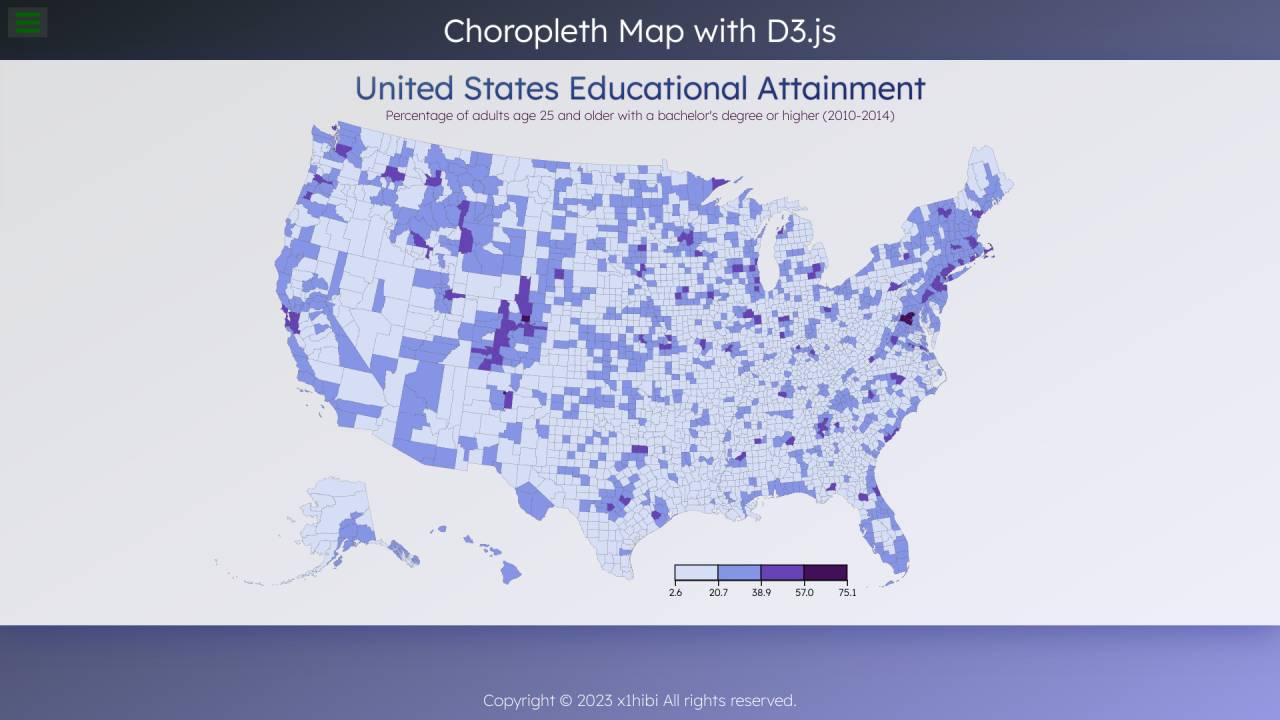 Choropleth Map with D3.js
United States Educational Attainment
Percentage of adults age 25 and older with a bachelor's degree or higher (2010-2014)
2.6 20.7 38.9 57.0 75.1
Copyright © 2023 x1hibi All rights reserved.